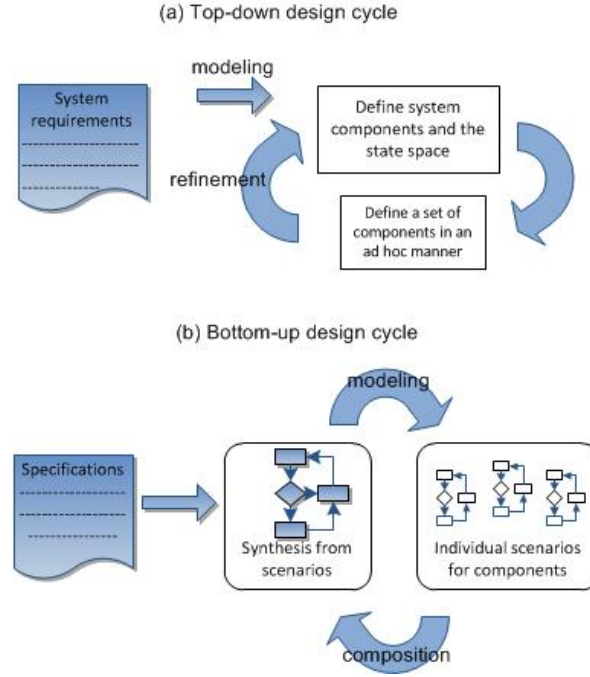 (a) Top-down design cycle
modeling
System
requirements
Define system
components and the
state space
refinement
Define a set of
components in an
ad hoc manner
(b) Bottom-up design cycle
modeling
Specifications
Synthesis from
scenarios
Individual scenarios
for components
composition